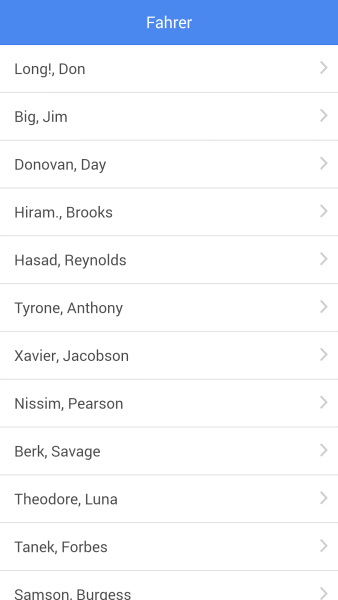 Fahrer
Long!, Don
Big, Jim
Donovan, Day
Hiram., Brooks
Hasad, Reynolds
Tyrone, Anthony
Xavier, Jacobson
Nissim, Pearson
Berk, Savage
Theodore, Luna
Tanek, Forbes
Samson, Burgess